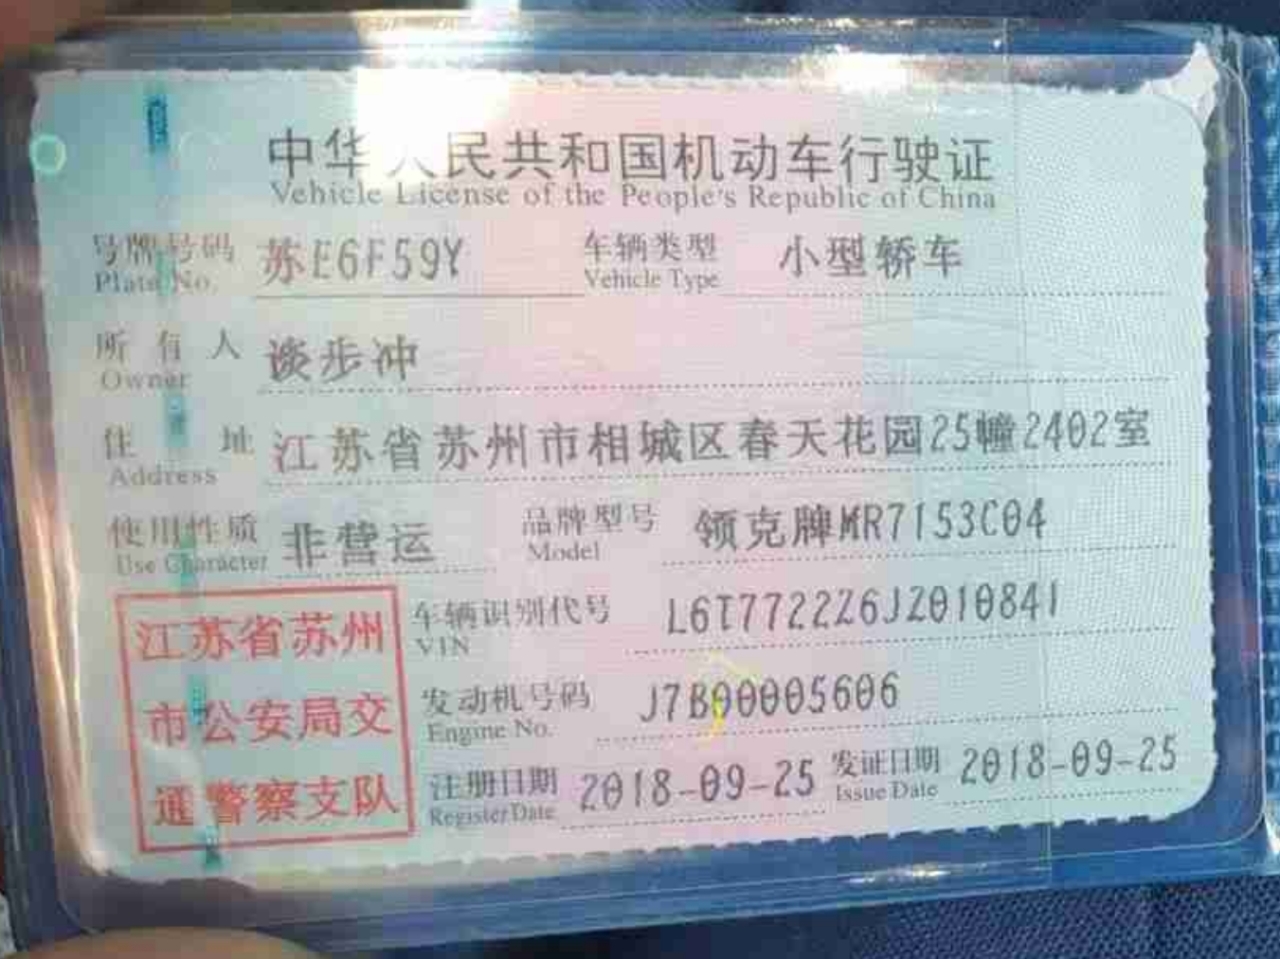 中华人民共和国机动车行驶证
Vehicle License of the People's Republic of China
号牌号码 苏E6F59Y 车辆类型 小型轿车
Plate No. Vehicle Type
所有人 谈步冲
Owner
住址 江苏省苏州市相城区春天花园25幢2402室
Address
使用性质 非营运 品牌型号 领克牌MR7153C04
Use Character Model
车辆识别代号 L6T7722Z6JZ010841
VIN
发动机号码 J7B00005606
Engine No.
注册日期 2018-09-25 发证日期 2018-09-25
Register Date Issue Date
江苏省苏州
市公安局交
通警察支队